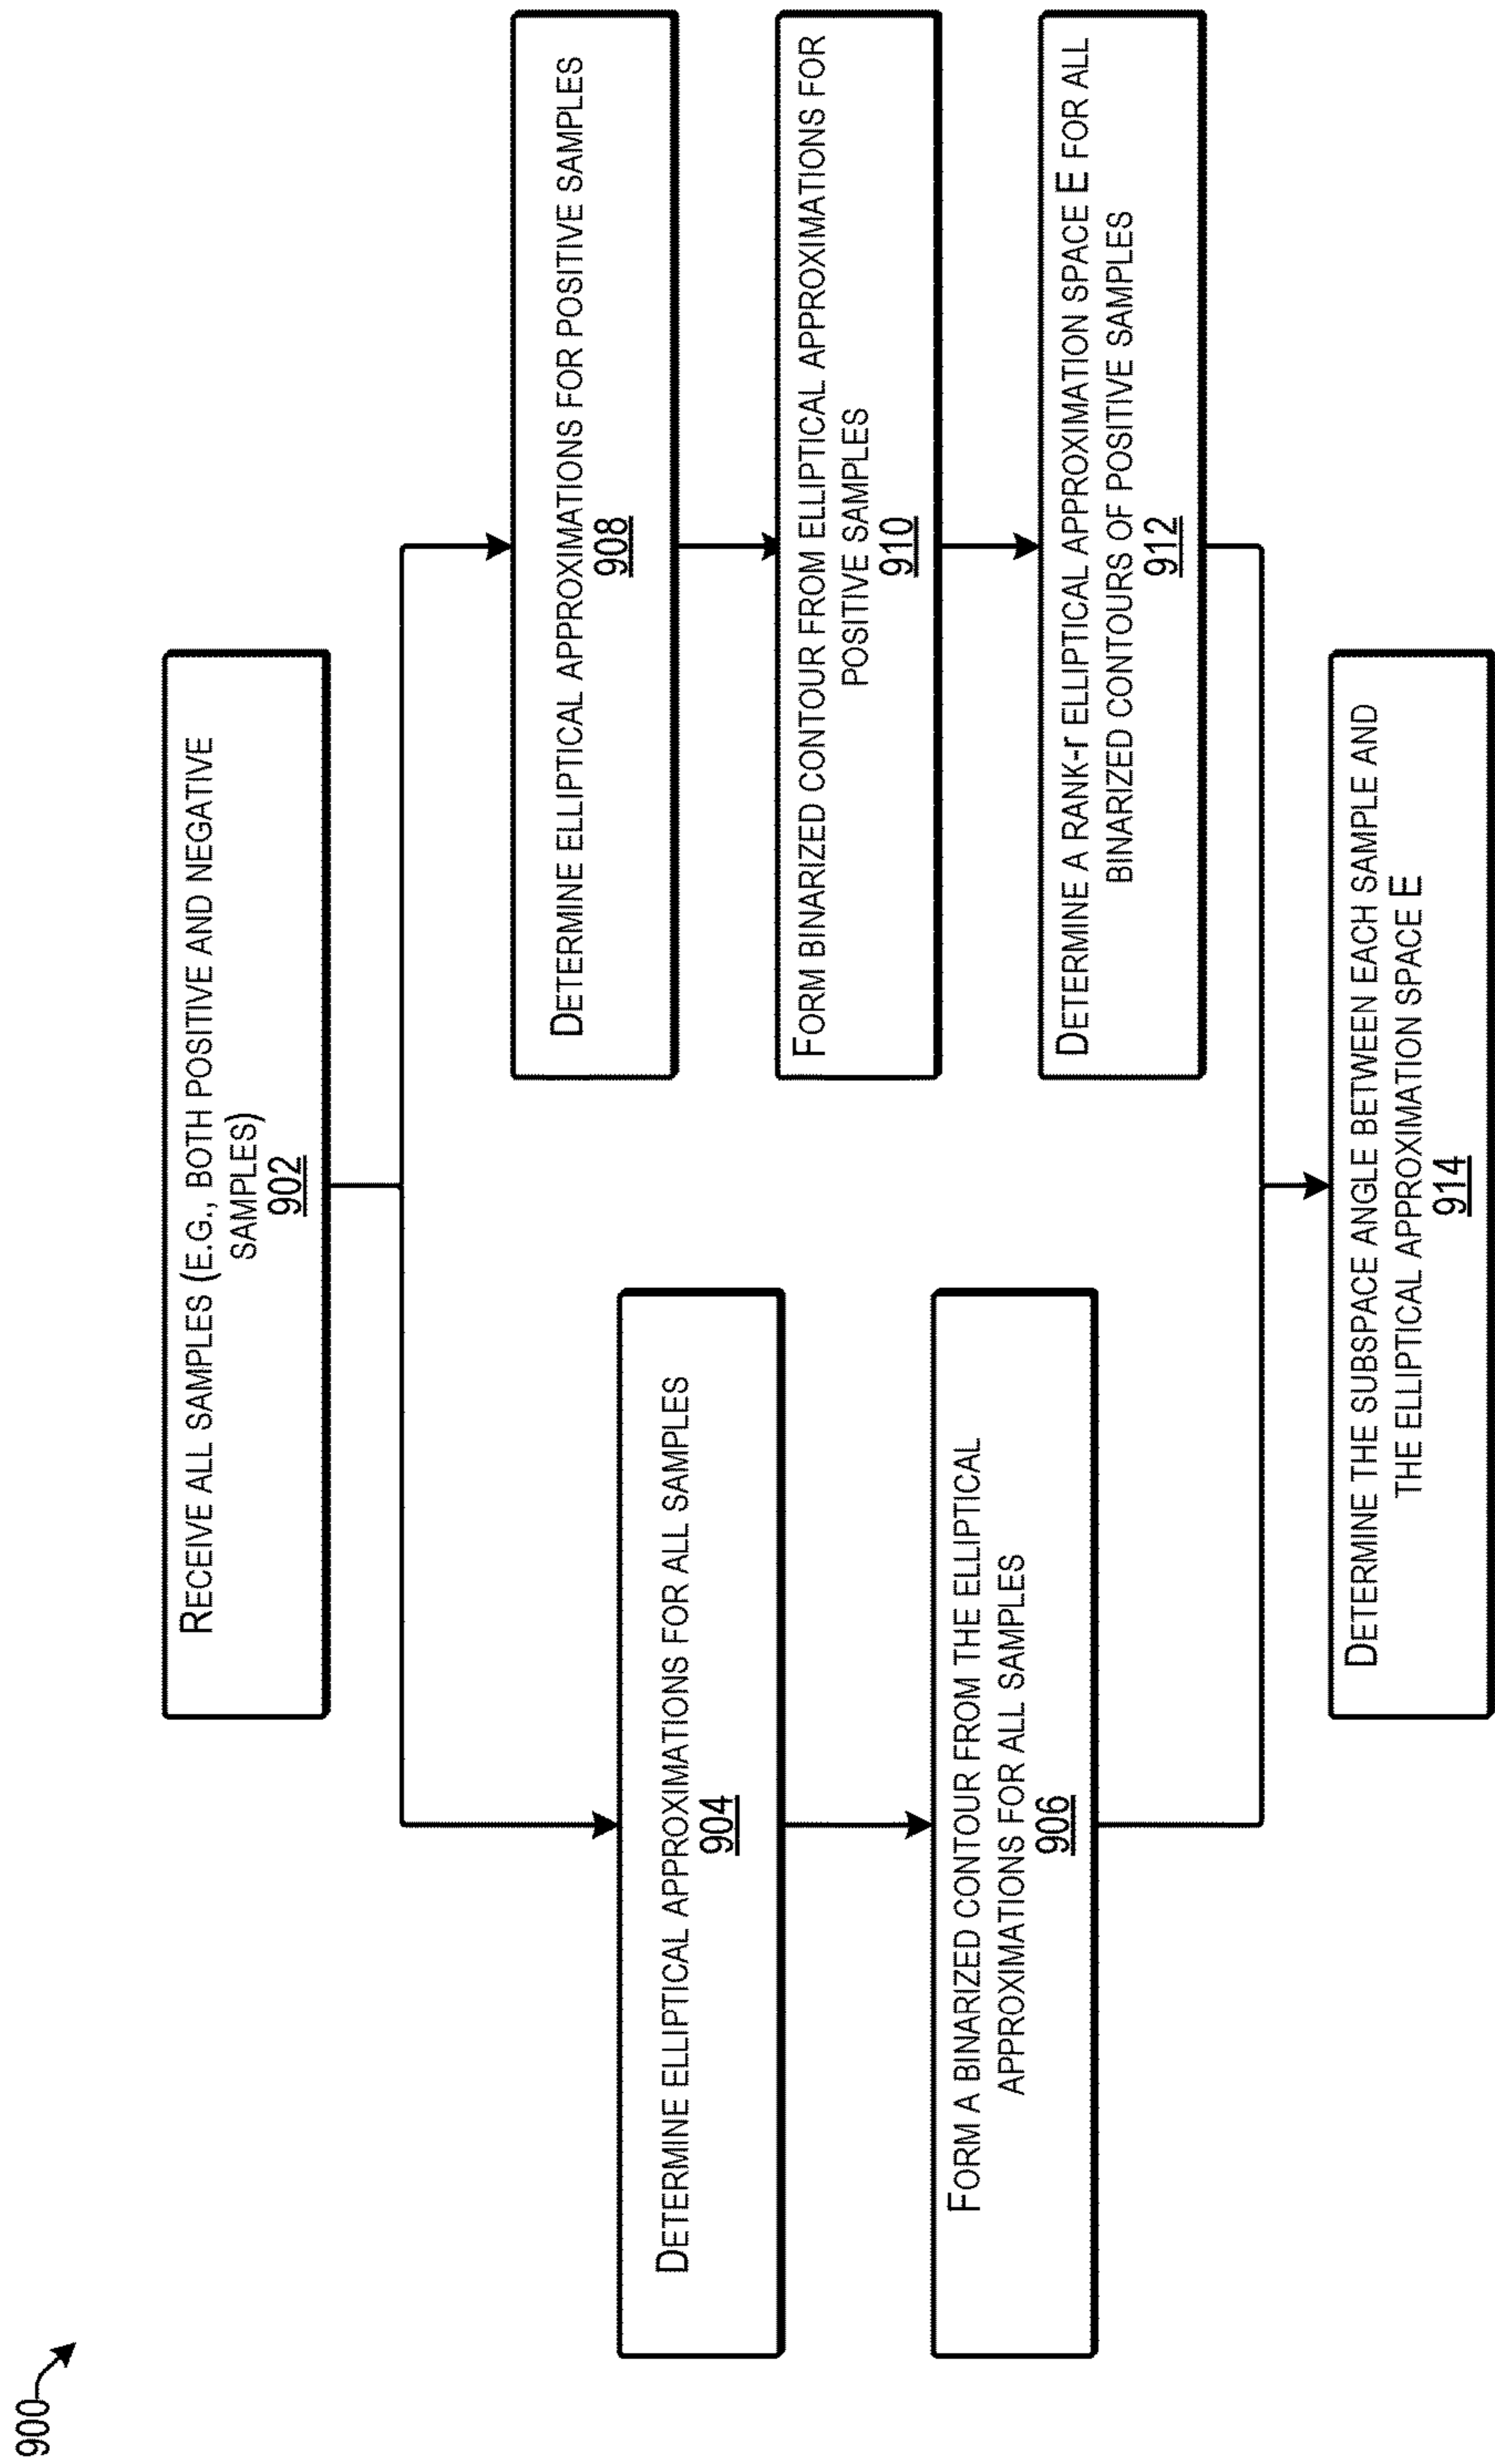 900
RECEIVE ALL SAMPLES (E.G., BOTH POSITIVE AND NEGATIVE
SAMPLES)
902
DETERMINE ELLIPTICAL APPROXIMATIONS FOR ALL SAMPLES
904
FORM A BINARIZED CONTOUR FROM THE ELLIPTICAL
APPROXIMATIONS FOR ALL SAMPLES
906
DETERMINE ELLIPTICAL APPROXIMATIONS FOR POSITIVE SAMPLES
908
FORM BINARIZED CONTOUR FROM ELLIPTICAL APPROXIMATIONS FOR
POSITIVE SAMPLES
910
DETERMINE A RANK-r ELLIPTICAL APPROXIMATION SPACE E FOR ALL
BINARIZED CONTOURS OF POSITIVE SAMPLES
912
DETERMINE THE SUBSPACE ANGLE BETWEEN EACH SAMPLE AND
THE ELLIPTICAL APPROXIMATION SPACE E
914